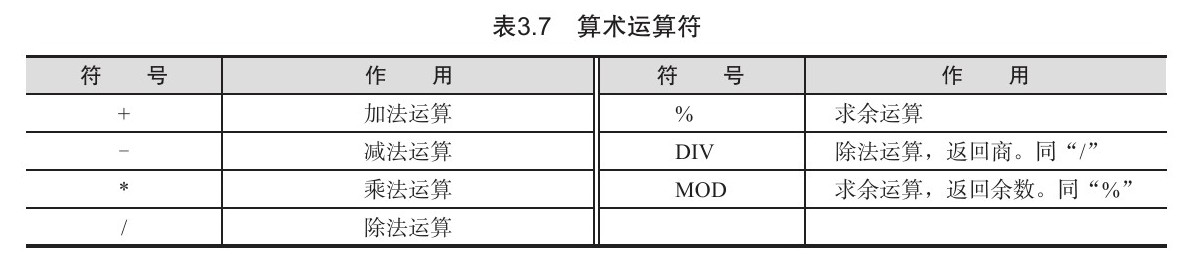 表3.7 算术运算符
符 号 作 用 符 号 作 用
+ 加法运算 % 求余运算
- 减法运算 DIV 除法运算，返回商。同“/”
* 乘法运算 MOD 求余运算，返回余数。同“%”
/ 除法运算